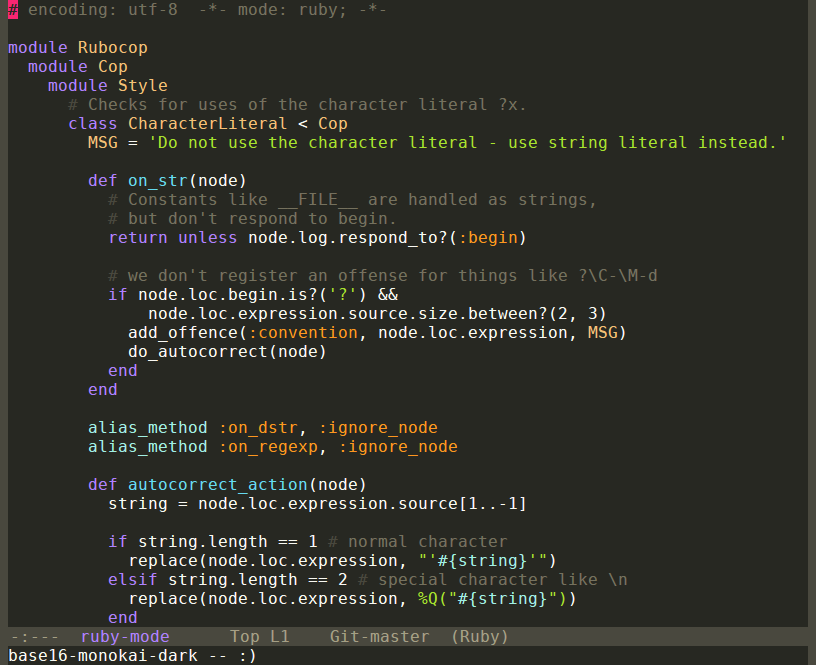 # encoding: utf-8  -*- mode: ruby; -*-

module Rubocop
  module Cop
    module Style
      # Checks for uses of the character literal ?x.
      class CharacterLiteral < Cop
        MSG = 'Do not use the character literal - use string literal instead.'

        def on_str(node)
          # Constants like __FILE__ are handled as strings,
          # but don't respond to begin.
          return unless node.log.respond_to?(:begin)

          # we don't register an offense for things like ?\C-\M-d
          if node.loc.begin.is?('?') &&
              node.loc.expression.source.size.between?(2, 3)
            add_offence(:convention, node.loc.expression, MSG)
            do_autocorrect(node)
          end
        end

        alias_method :on_dstr, :ignore_node
        alias_method :on_regexp, :ignore_node

        def autocorrect_action(node)
          string = node.loc.expression.source[1..-1]

          if string.length == 1 # normal character
            replace(node.loc.expression, "'#{string}'")
          elsif string.length == 2 # special character like \n
            replace(node.loc.expression, %Q("#{string}"))
          end
-:---  ruby-mode      Top L1    Git-master  (Ruby)
base16-monokai-dark -- :)